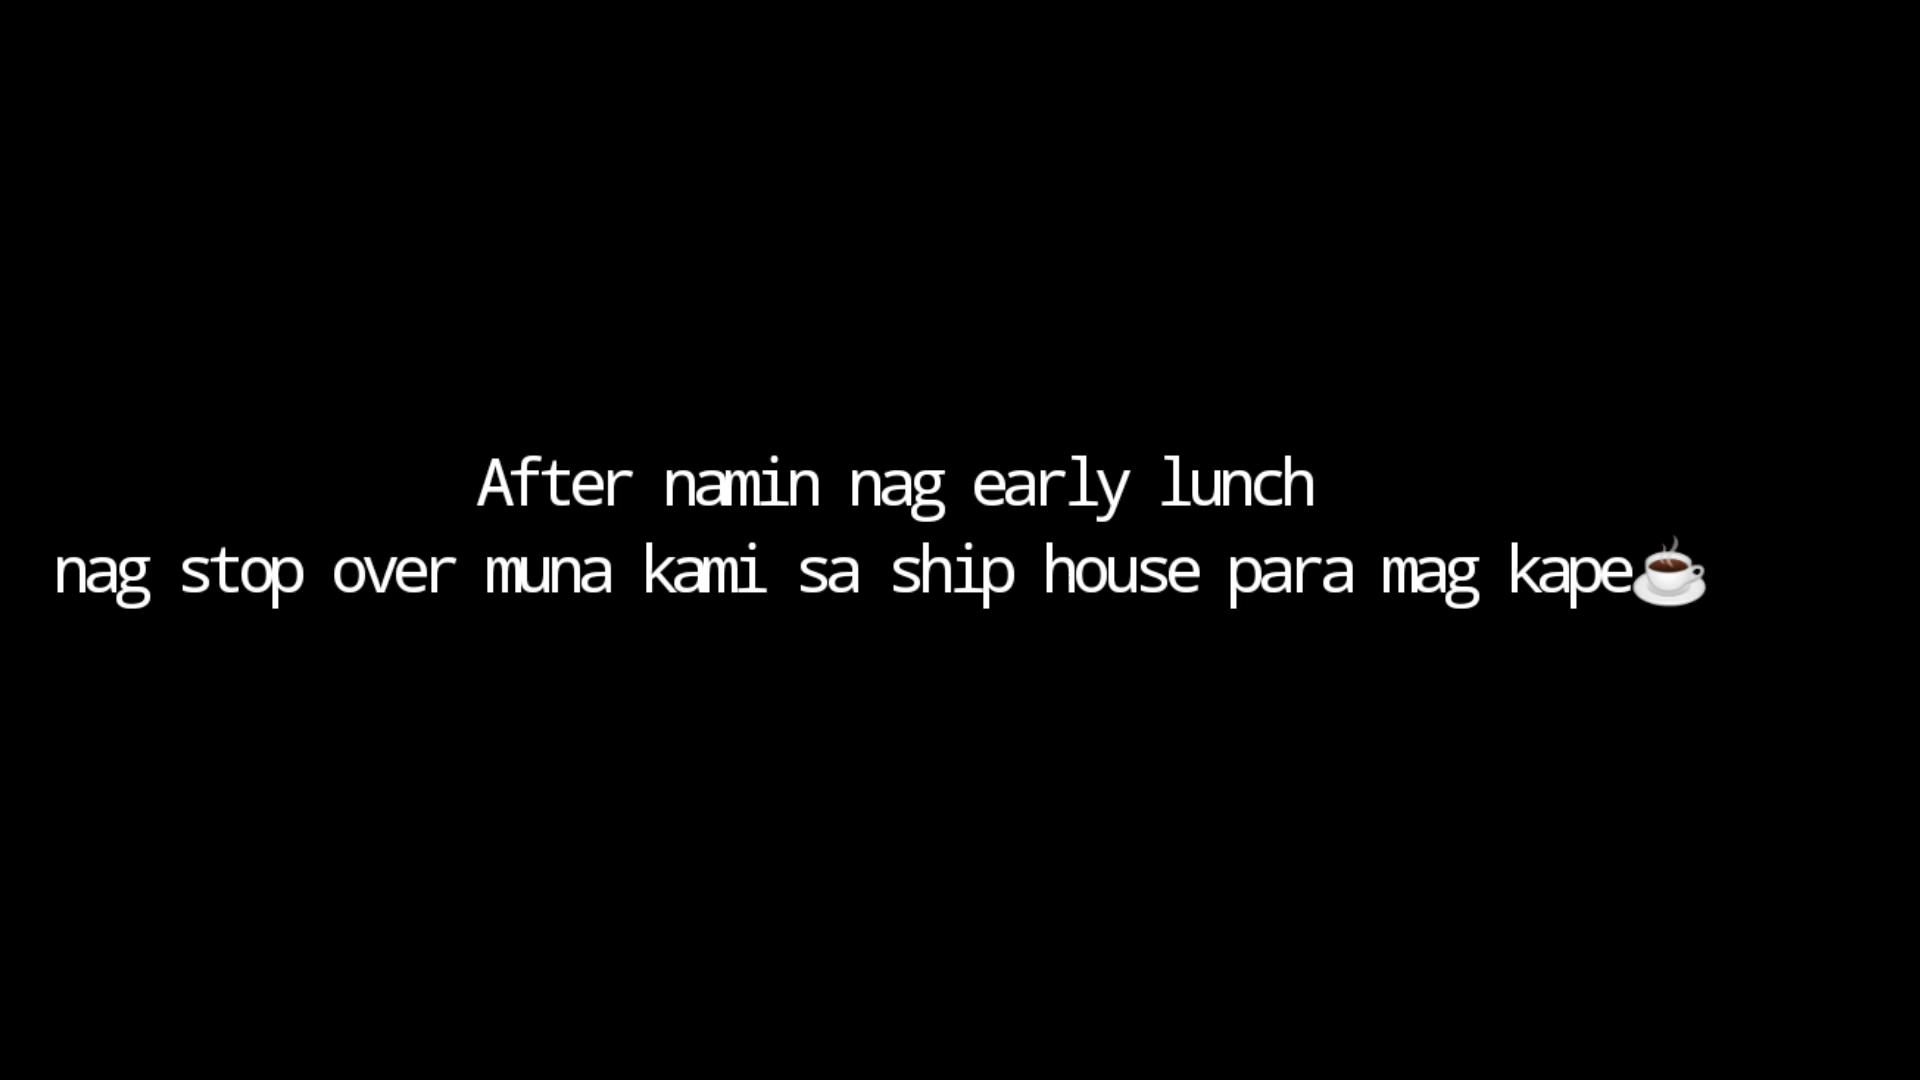 After namin nag early lunch
nag stop over muna kami sa ship house para mag kape☕